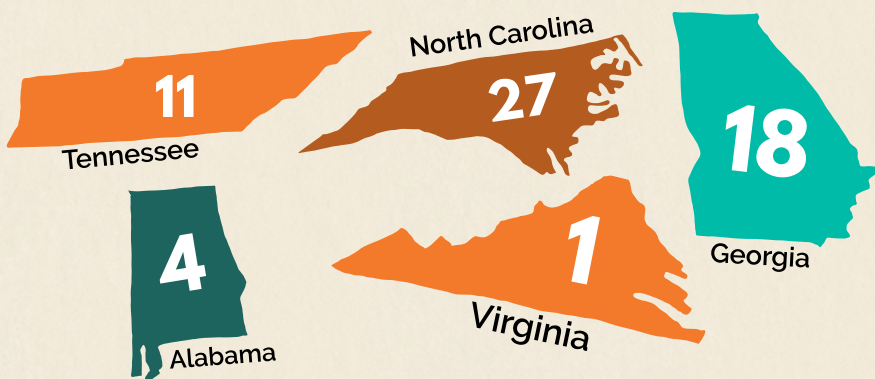 North Carolina
11
27
18
Tennessee
4
1
Georgia
Virginia
Alabama